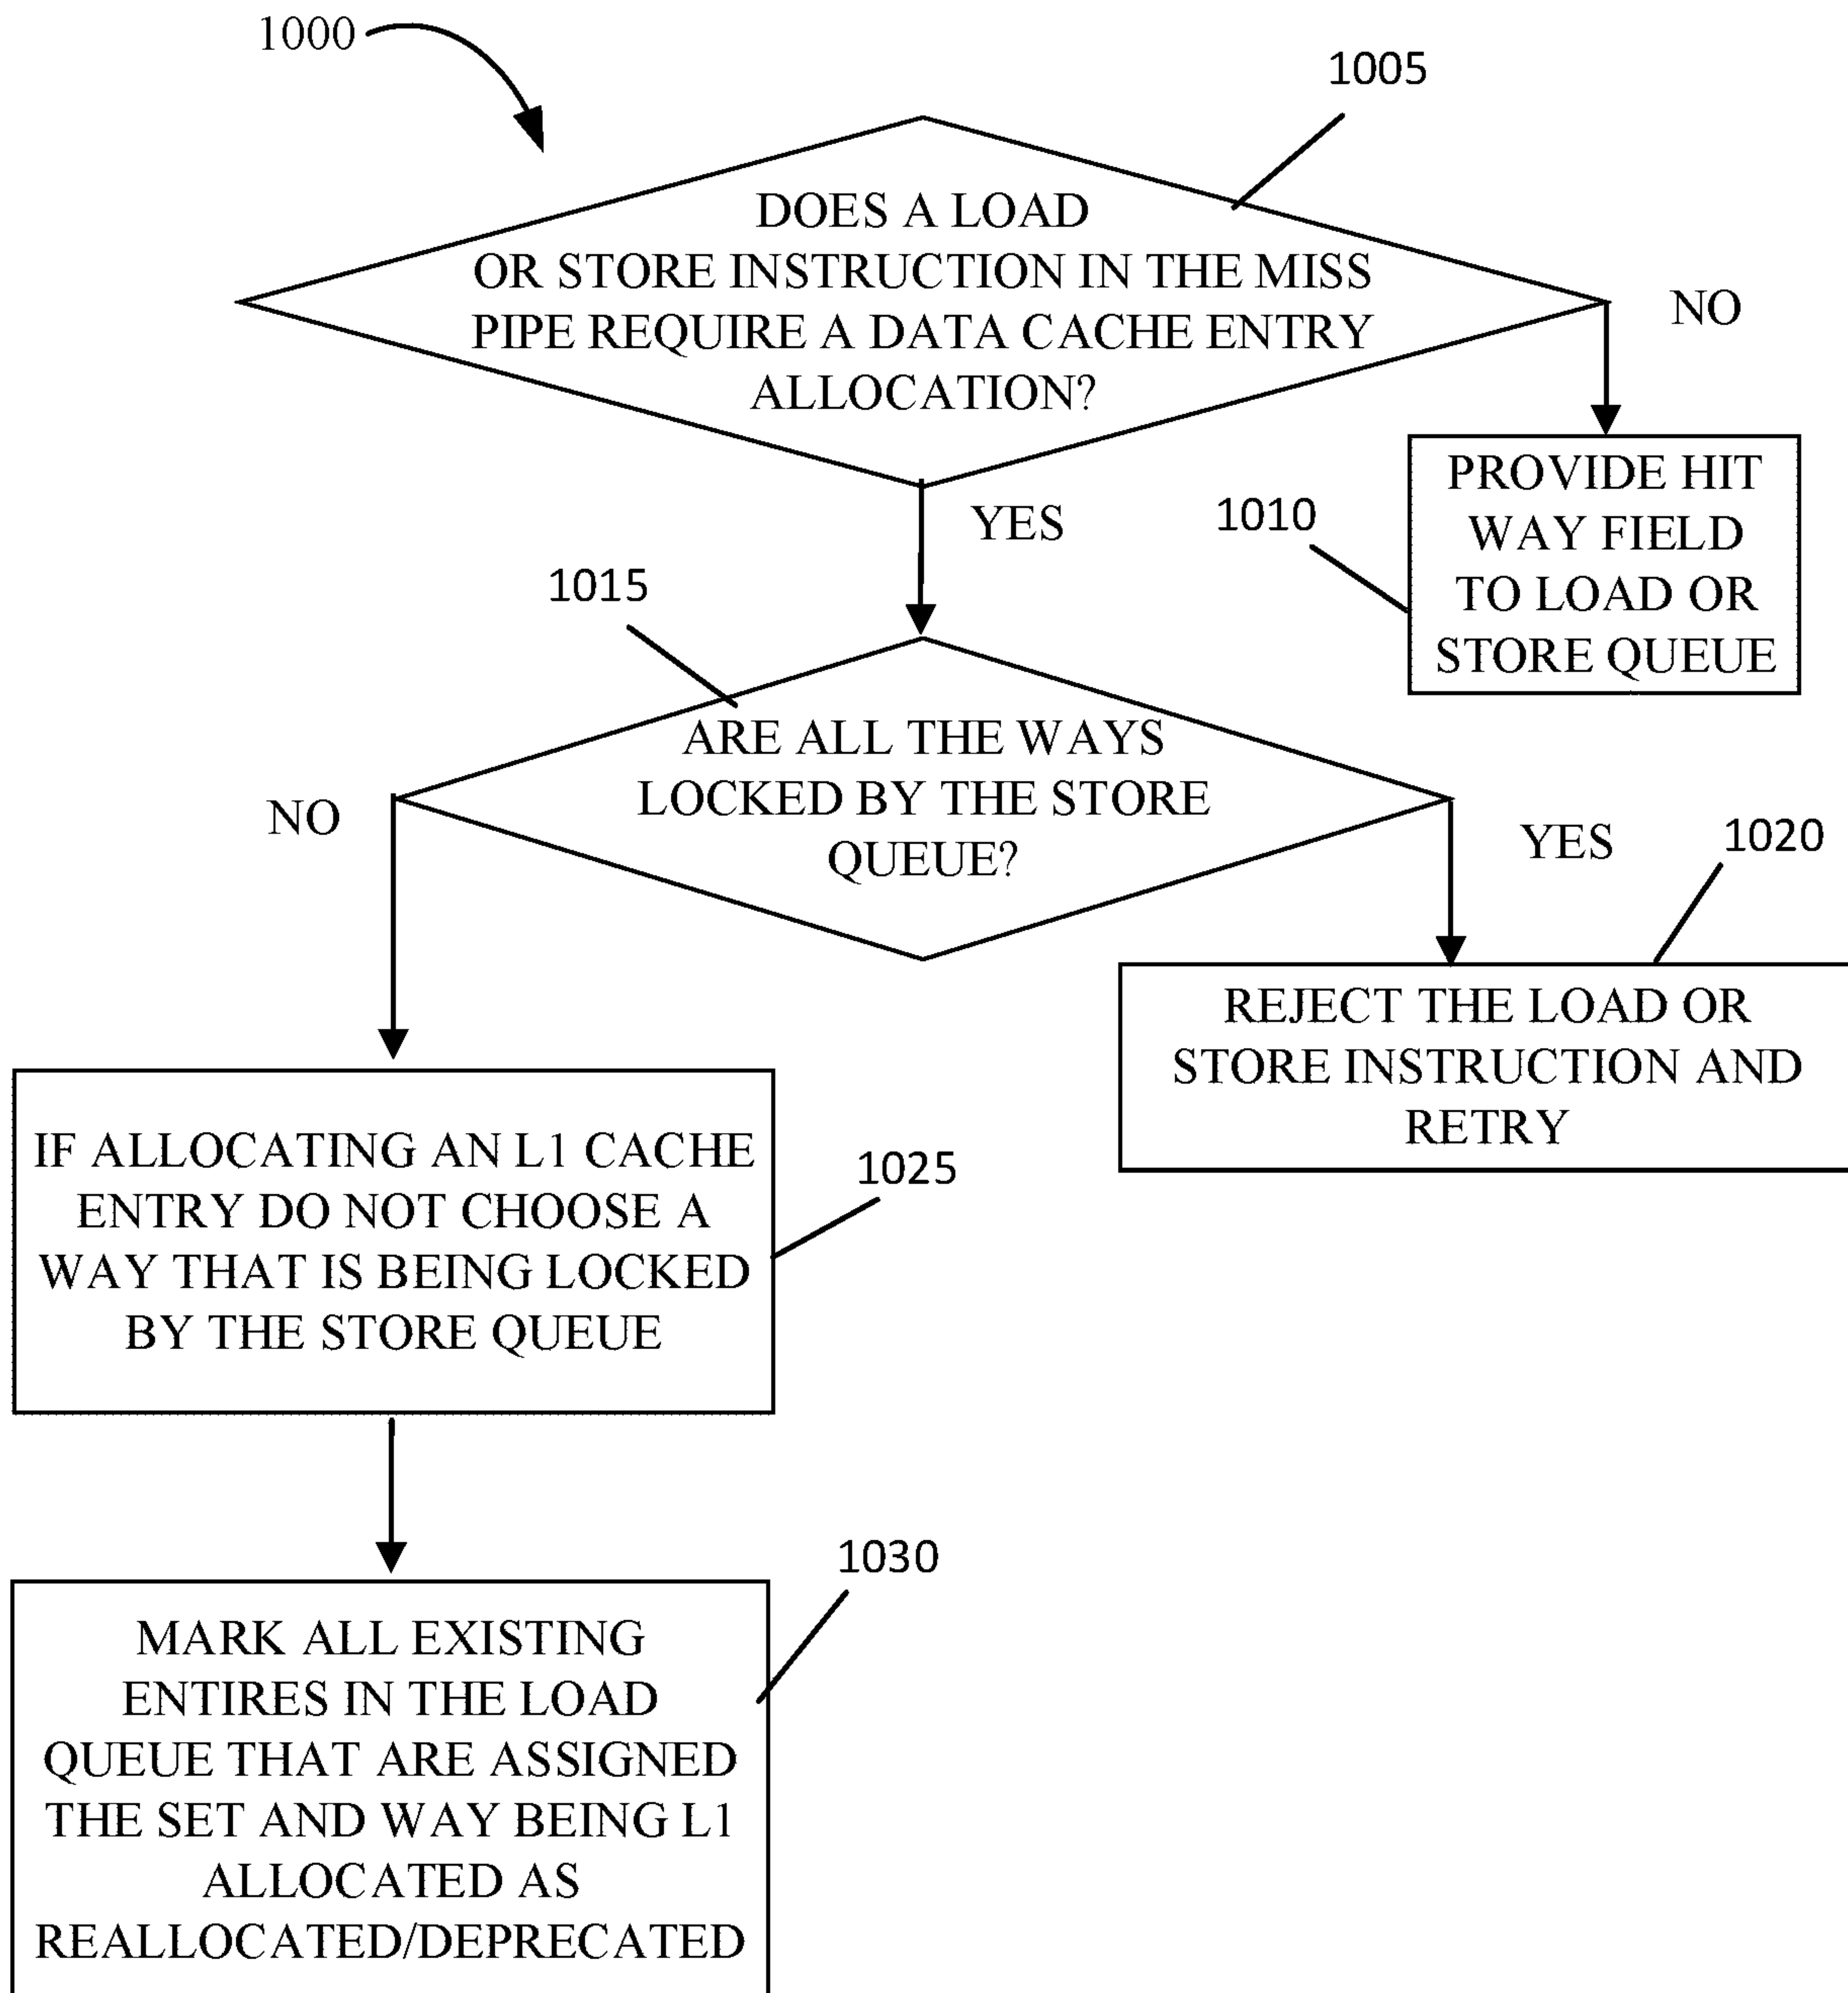 1000
1005
DOES A LOAD
OR STORE INSTRUCTION IN THE MISS
PIPE REQUIRE A DATA CACHE ENTRY
ALLOCATION?
NO
YES
1010
PROVIDE HIT
WAY FIELD
TO LOAD OR
STORE QUEUE
1015
ARE ALL THE WAYS
LOCKED BY THE STORE
QUEUE?
NO
YES
1020
REJECT THE LOAD OR
STORE INSTRUCTION AND
RETRY
IF ALLOCATING AN L1 CACHE
ENTRY DO NOT CHOOSE A
WAY THAT IS BEING LOCKED
BY THE STORE QUEUE
1025
1030
MARK ALL EXISTING
ENTIRES IN THE LOAD
QUEUE THAT ARE ASSIGNED
THE SET AND WAY BEING L1
ALLOCATED AS
REALLOCATED/DEPRECATED